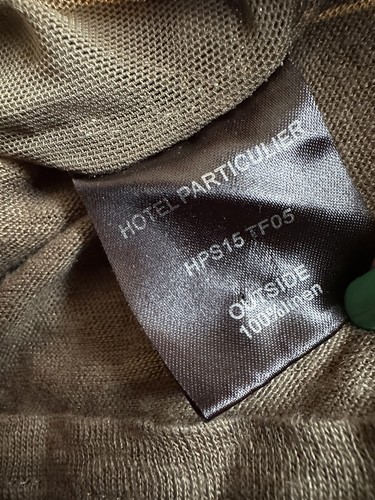 HOTEL PARTICULIER
HPS15 TF05
OUTSIDE
100% linen